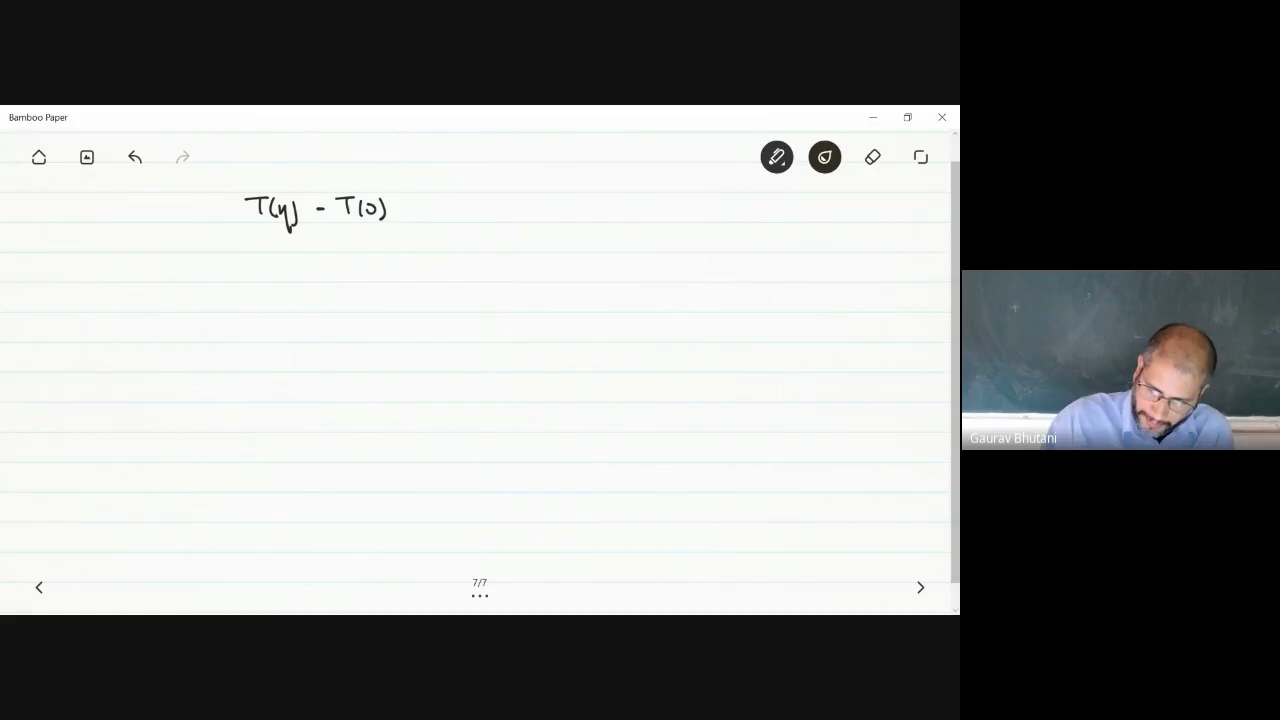 Bamboo Paper
T(η) - T(0)
Gaurav Bhutani
7/7